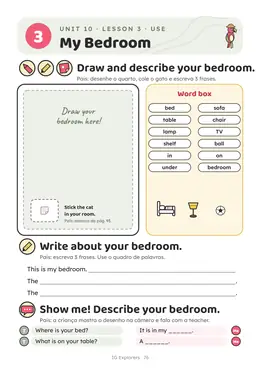 3
UNIT 10 · LESSON 3 · USE
My Bedroom
Draw and describe your bedroom.
Pais: desenhe o quarto, cole o gato e escreva 3 frases.
Draw your
bedroom here!
Stick the cat
in your room.
Word box
bed
sofa
table
chair
lamp
TV
shelf
ball
in
on
under
bedroom
Write about your bedroom.
Pais: escreva 3 frases. Use o quadro de palavras.
This is my bedroom.
The
The
Show me! Describe your bedroom.
Pais: a criança mostra o desenho na câmera e fala com a teacher.
T
Where is your bed?
It is in my ______.
Me
T
What is on your table?
A ______.
Me